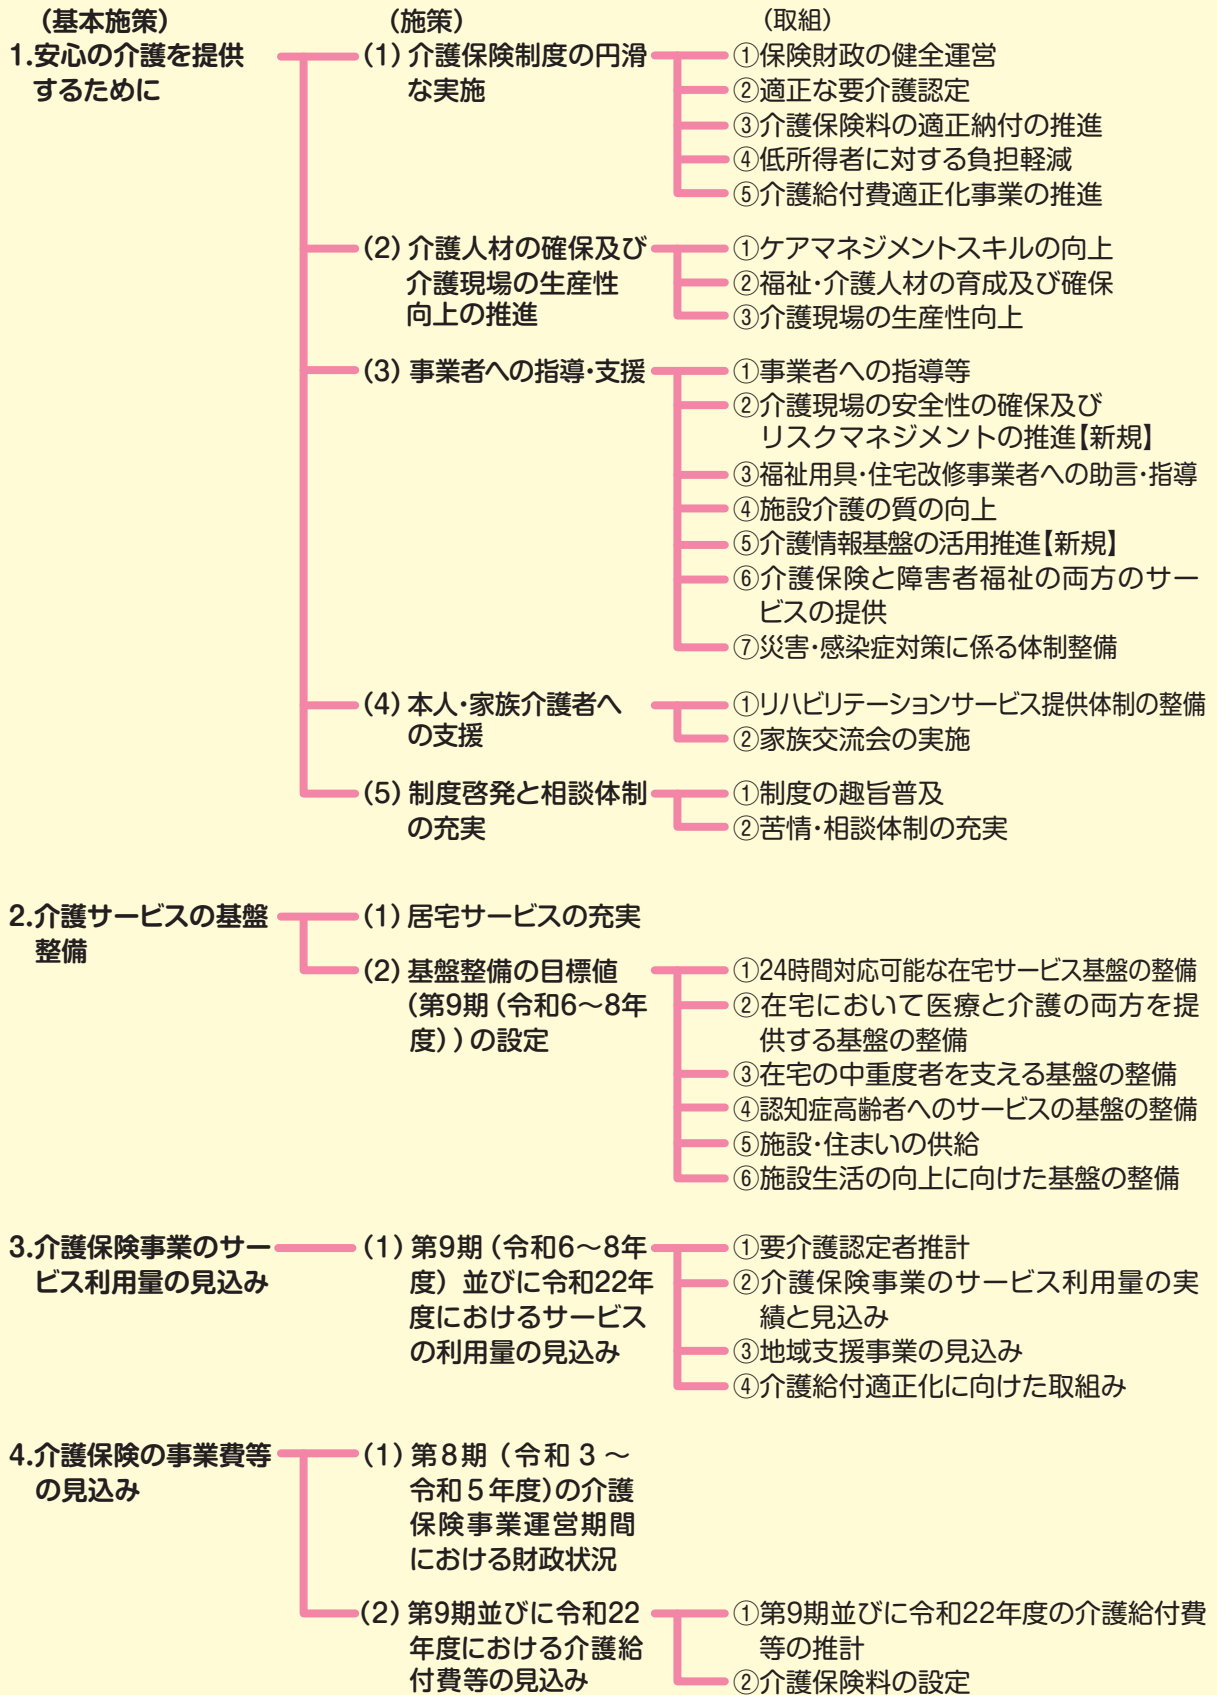 （基本施策）
（施策）
（取組）
1.安心の介護を提供
するために
（1）介護保険制度の円滑
な実施
①保険財政の健全運営
②適正な要介護認定
③介護保険料の適正納付の推進
④低所得者に対する負担軽減
⑤介護給付費適正化事業の推進
（2）介護人材の確保及び
介護現場の生産性
向上の推進
①ケアマネジメントスキルの向上
②福祉・介護人材の育成及び確保
③介護現場の生産性向上
（3）事業者への指導・支援
①事業者への指導等
②介護現場の安全性の確保及び
リスクマネジメントの推進【新規】
③福祉用具・住宅改修事業者への助言・指導
④施設介護の質の向上
⑤介護情報基盤の活用推進【新規】
⑥介護保険と障害者福祉の両方のサー
ビスの提供
⑦災害・感染症対策に係る体制整備
（4）本人・家族介護者へ
の支援
①リハビリテーションサービス提供体制の整備
②家族交流会の実施
（5）制度啓発と相談体制
の充実
①制度の趣旨普及
②苦情・相談体制の充実
2.介護サービスの基盤
整備
（1）居宅サービスの充実
（2）基盤整備の目標値
（第9期（令和6～8年
度））の設定
①24時間対応可能な在宅サービス基盤の整備
②在宅において医療と介護の両方を提
供する基盤の整備
③在宅の中重度者を支える基盤の整備
④認知症高齢者へのサービスの基盤の整備
⑤施設・住まいの供給
⑥施設生活の向上に向けた基盤の整備
3.介護保険事業のサー
ビス利用量の見込み
（1）第9期（令和6～8年
度）並びに令和22年
度におけるサービス
の利用量の見込み
①要介護認定者推計
②介護保険事業のサービス利用量の実
績と見込み
③地域支援事業の見込み
④介護給付適正化に向けた取組み
4.介護保険の事業費等
の見込み
（1）第8期（令和3～
令和5年度）の介護
保険事業運営期間
における財政状況
（2）第9期並びに令和22
年度における介護給
付費等の見込み
①第9期並びに令和22年度の介護給付費
等の推計
②介護保険料の設定